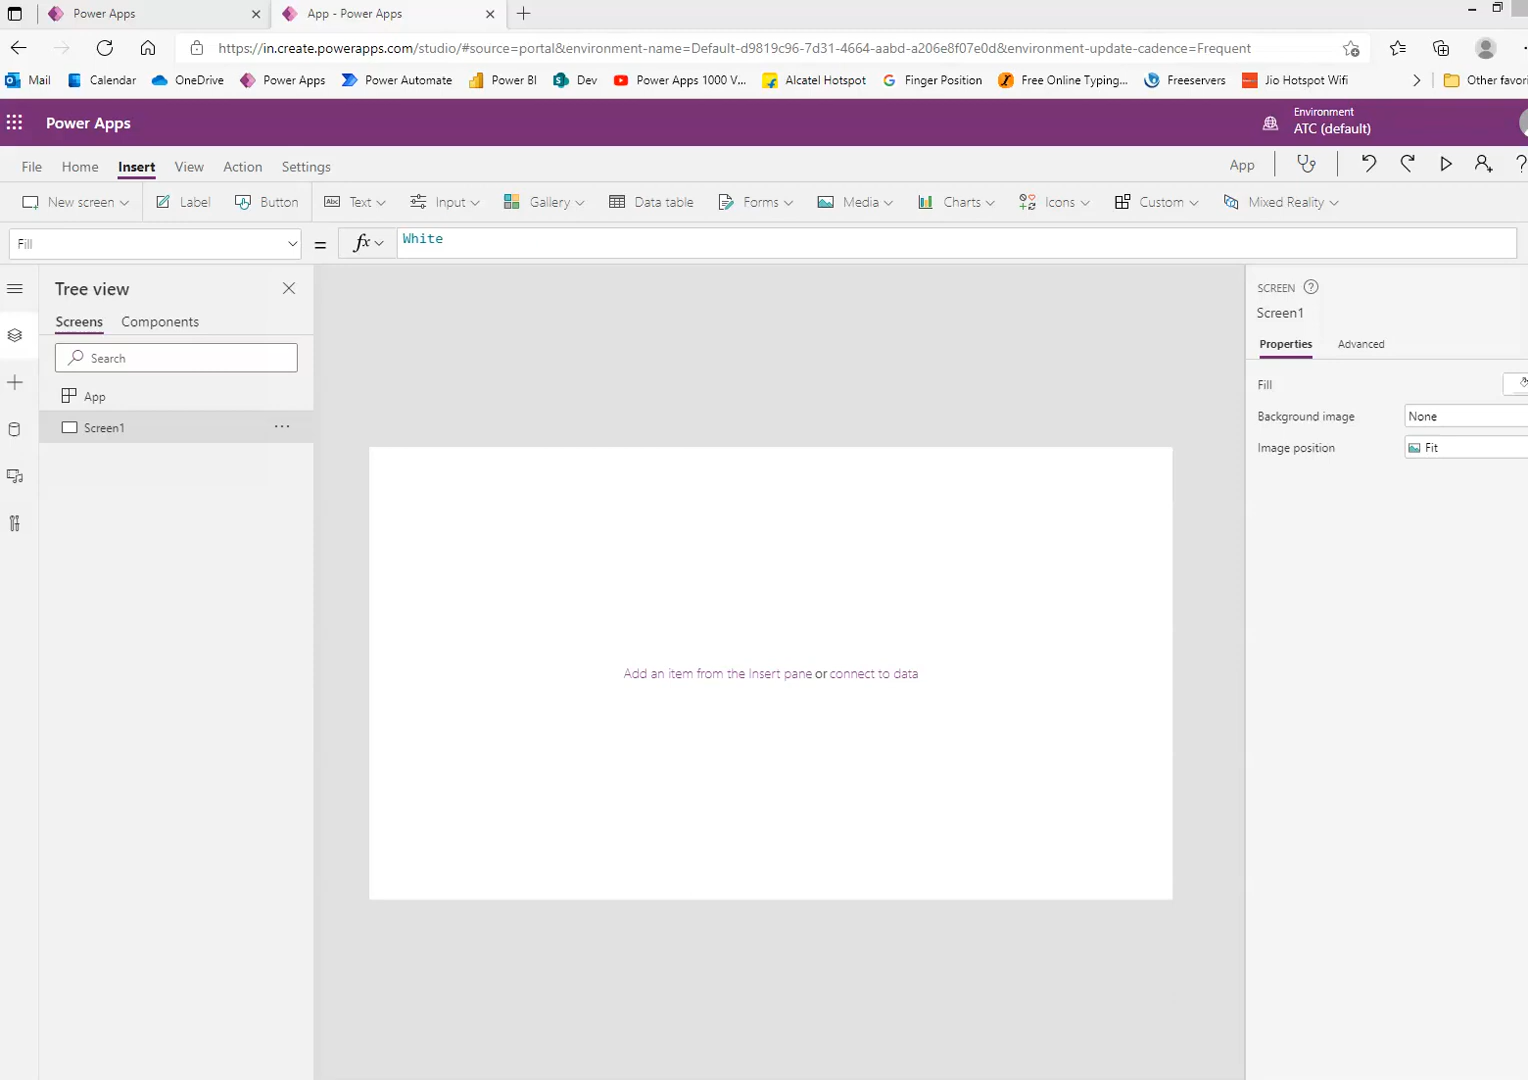 Power Apps
App - Power Apps
https://in.create.powerapps.com/studio/#source=portal&environment-name=Default-d9819c96-7d31-4664-aabd-a206e8f07e0d&environment-update-cadence=Frequent
Mail Calendar OneDrive Power Apps Power Automate Power BI Dev Power Apps 1000 V... Alcatel Hotspot Finger Position Free Online Typing... Freeservers Jio Hotspot Wifi Other favori
Power Apps
Environment
ATC (default)
File Home Insert View Action Settings App
New screen Label Button Text Input Gallery Data table Forms Media Charts Icons Custom Mixed Reality
Fill = fx White
Tree view
Screens Components
Search
App
Screen1 ...
Add an item from the Insert pane or connect to data
SCREEN
Screen1
Properties Advanced
Fill
Background image None
Image position Fit